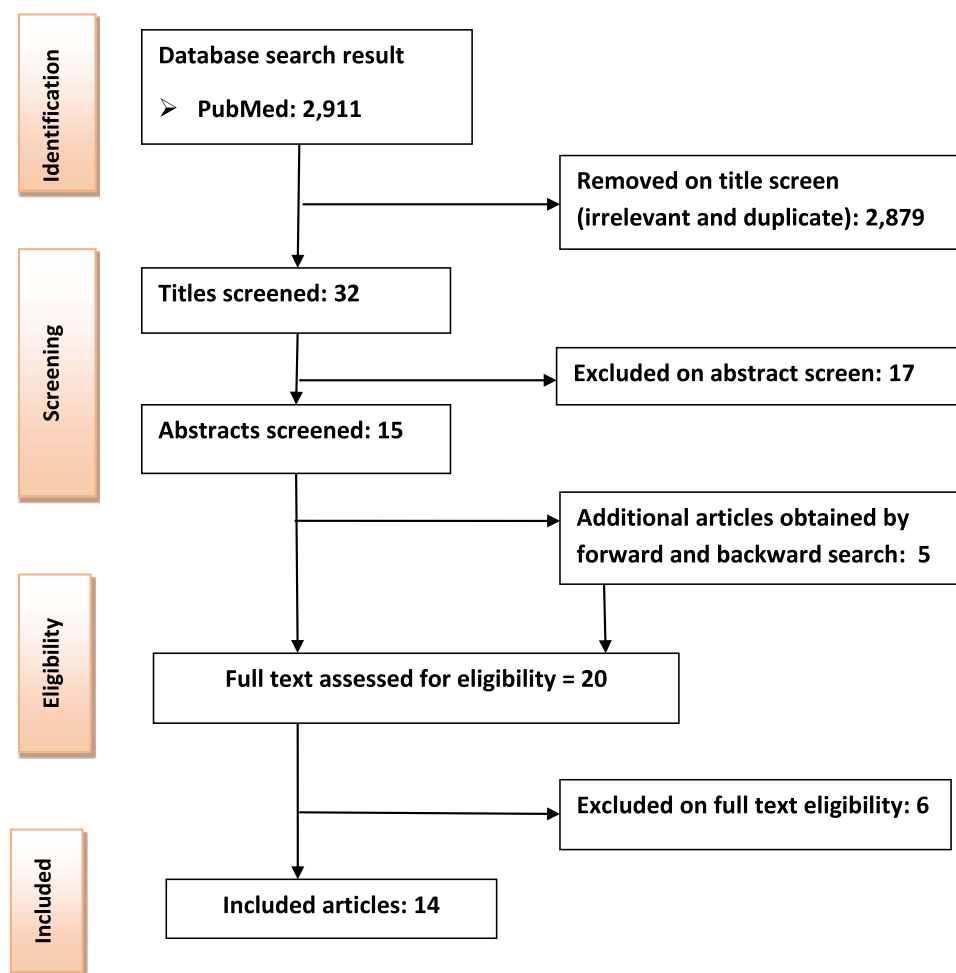 Identification
Database search result
➢ PubMed: 2,911
Removed on title screen
(irrelevant and duplicate): 2,879
Screening
Titles screened: 32
Excluded on abstract screen: 17
Abstracts screened: 15
Additional articles obtained by
forward and backward search: 5
Eligibility
Full text assessed for eligibility = 20
Excluded on full text eligibility: 6
Included
Included articles: 14